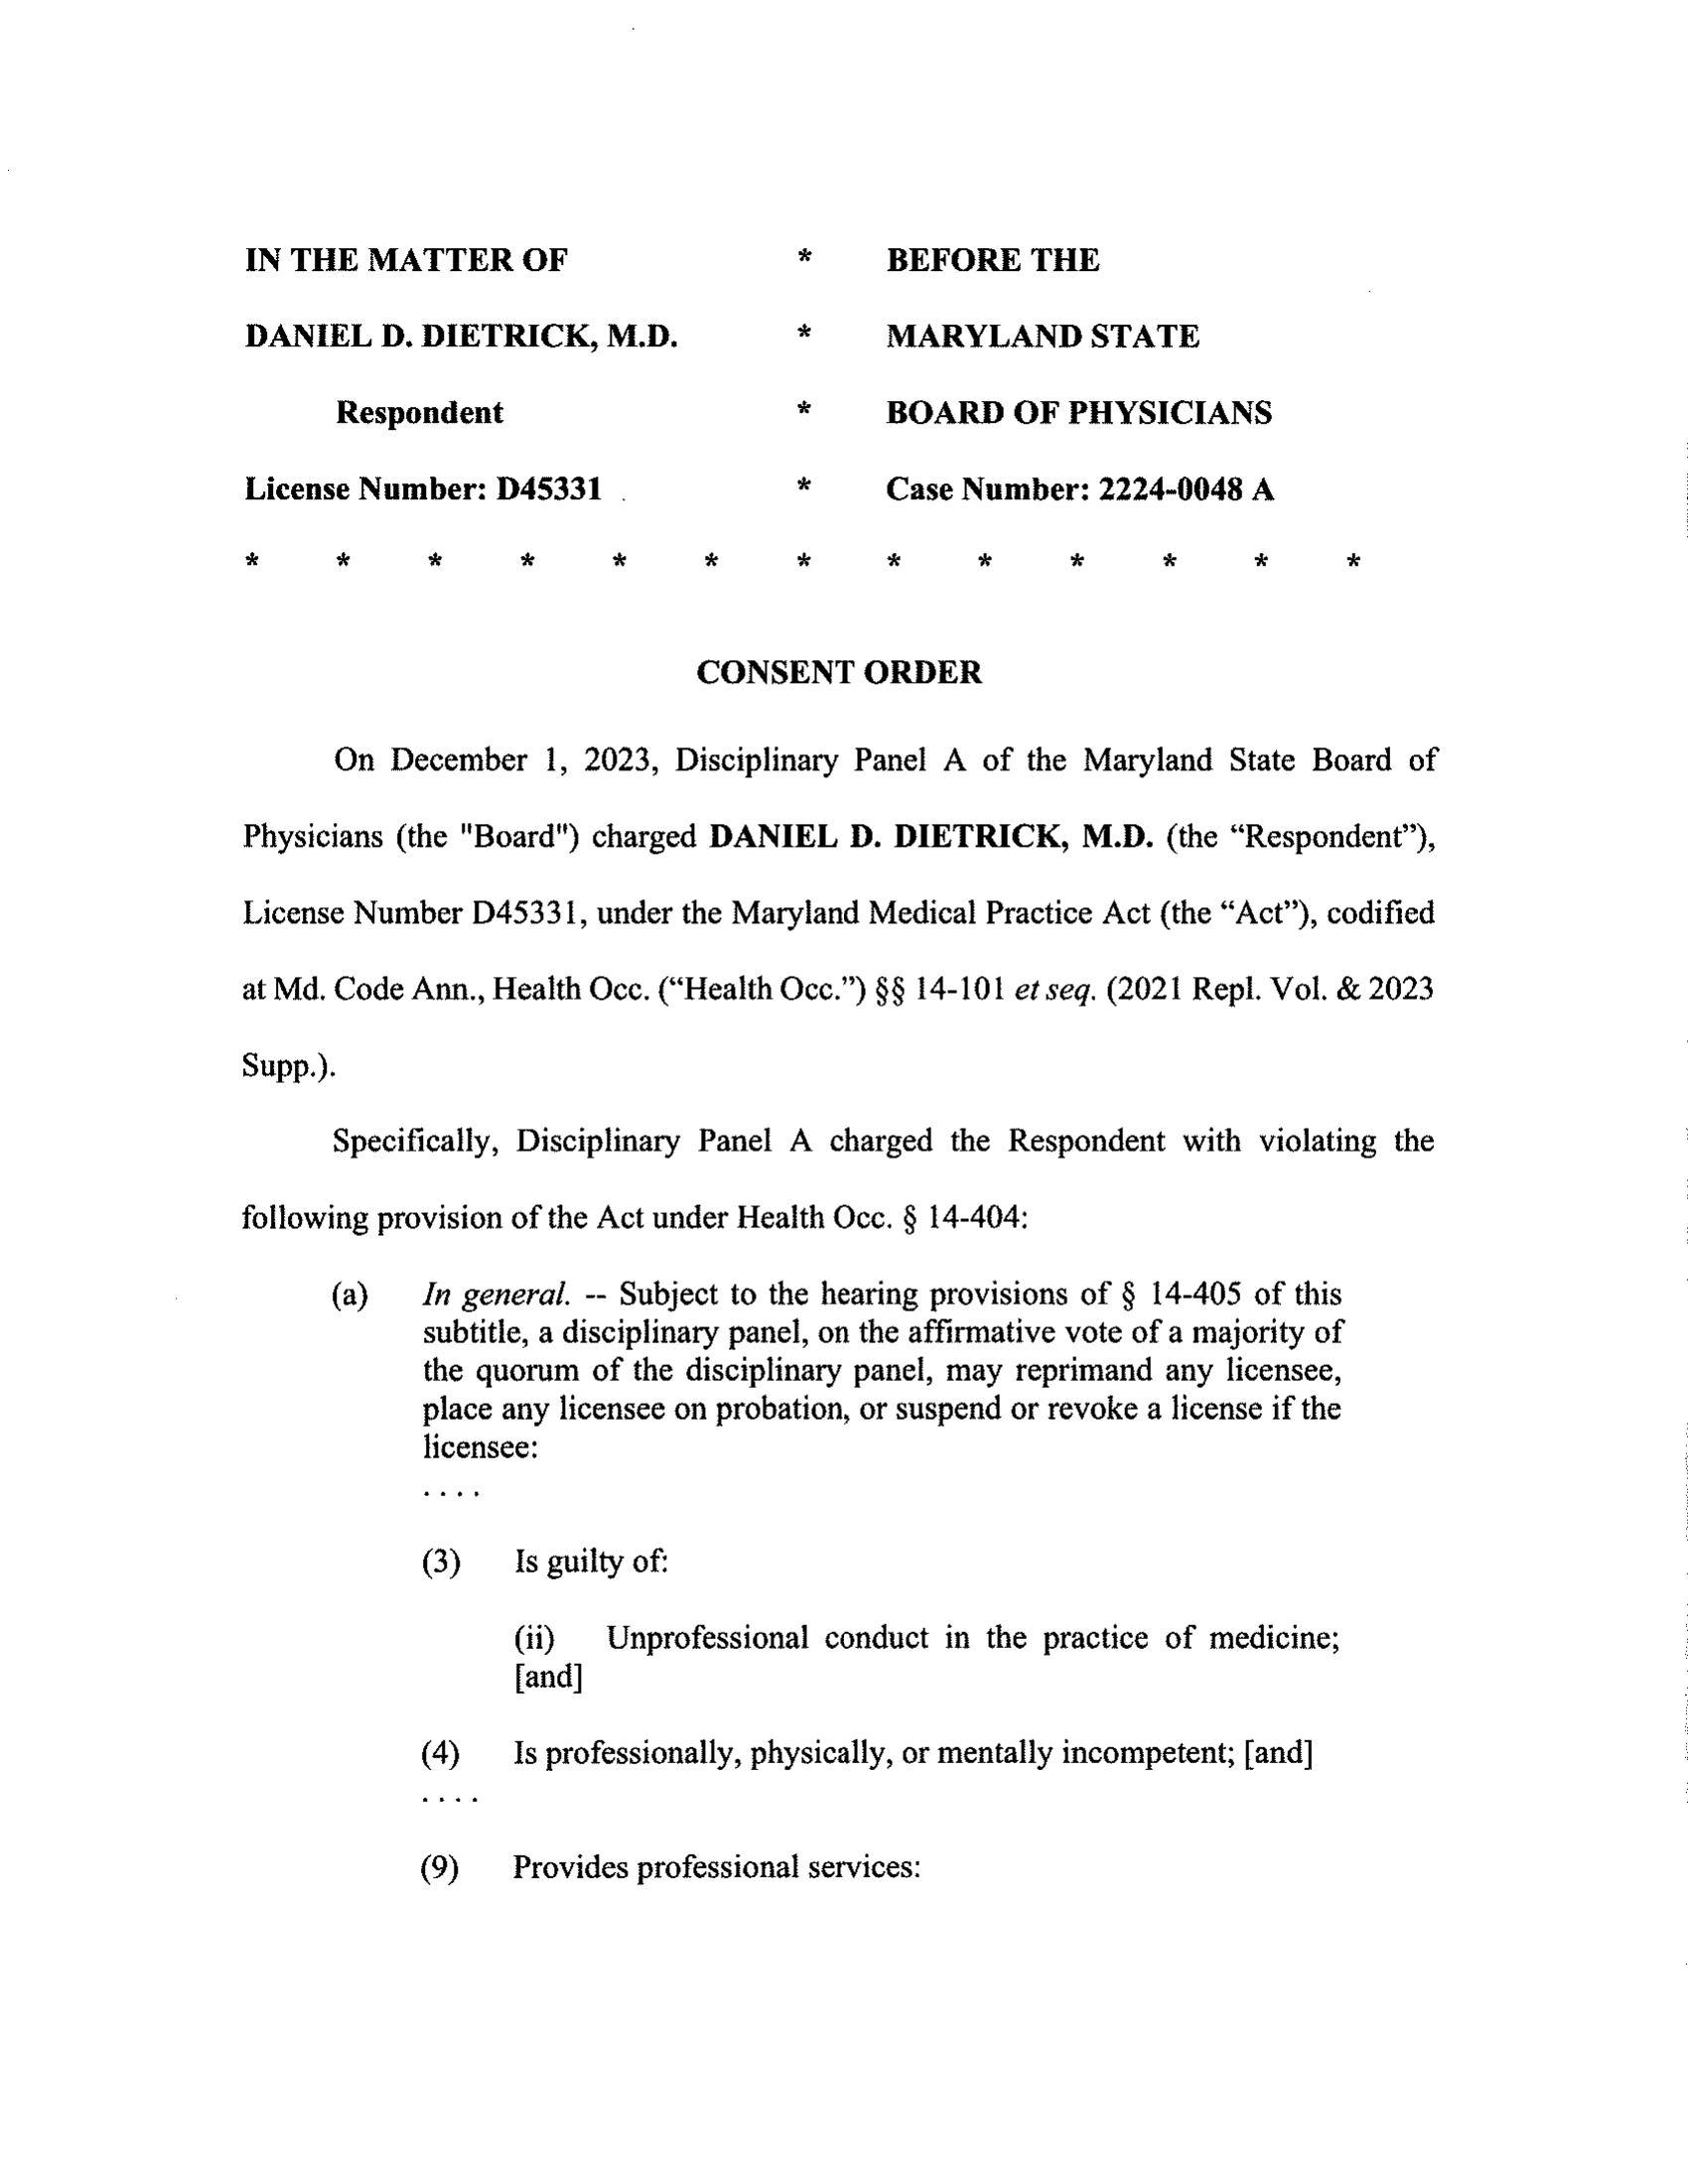 IN THE MATTER OF * BEFORE THE
DANIEL D. DIETRICK, M.D. * MARYLAND STATE
Respondent * BOARD OF PHYSICIANS
License Number: D45331 * Case Number: 2224-0048 A
* * * * * * * * * * * * *
CONSENT ORDER
On December 1, 2023, Disciplinary Panel A of the Maryland State Board of
Physicians (the "Board") charged DANIEL D. DIETRICK, M.D. (the “Respondent”),
License Number D45331, under the Maryland Medical Practice Act (the “Act”), codified
at Md. Code Ann., Health Occ. (“Health Occ.”) §§ 14-101 et seq. (2021 Repl. Vol. & 2023
Supp.).
Specifically, Disciplinary Panel A charged the Respondent with violating the
following provision of the Act under Health Occ. § 14-404:
(a) In general. -- Subject to the hearing provisions of § 14-405 of this
subtitle, a disciplinary panel, on the affirmative vote of a majority of
the quorum of the disciplinary panel, may reprimand any licensee,
place any licensee on probation, or suspend or revoke a license if the
licensee:
. . . .
(3) Is guilty of:
(ii) Unprofessional conduct in the practice of medicine;
[and]
(4) Is professionally, physically, or mentally incompetent; [and]
. . . .
(9) Provides professional services: